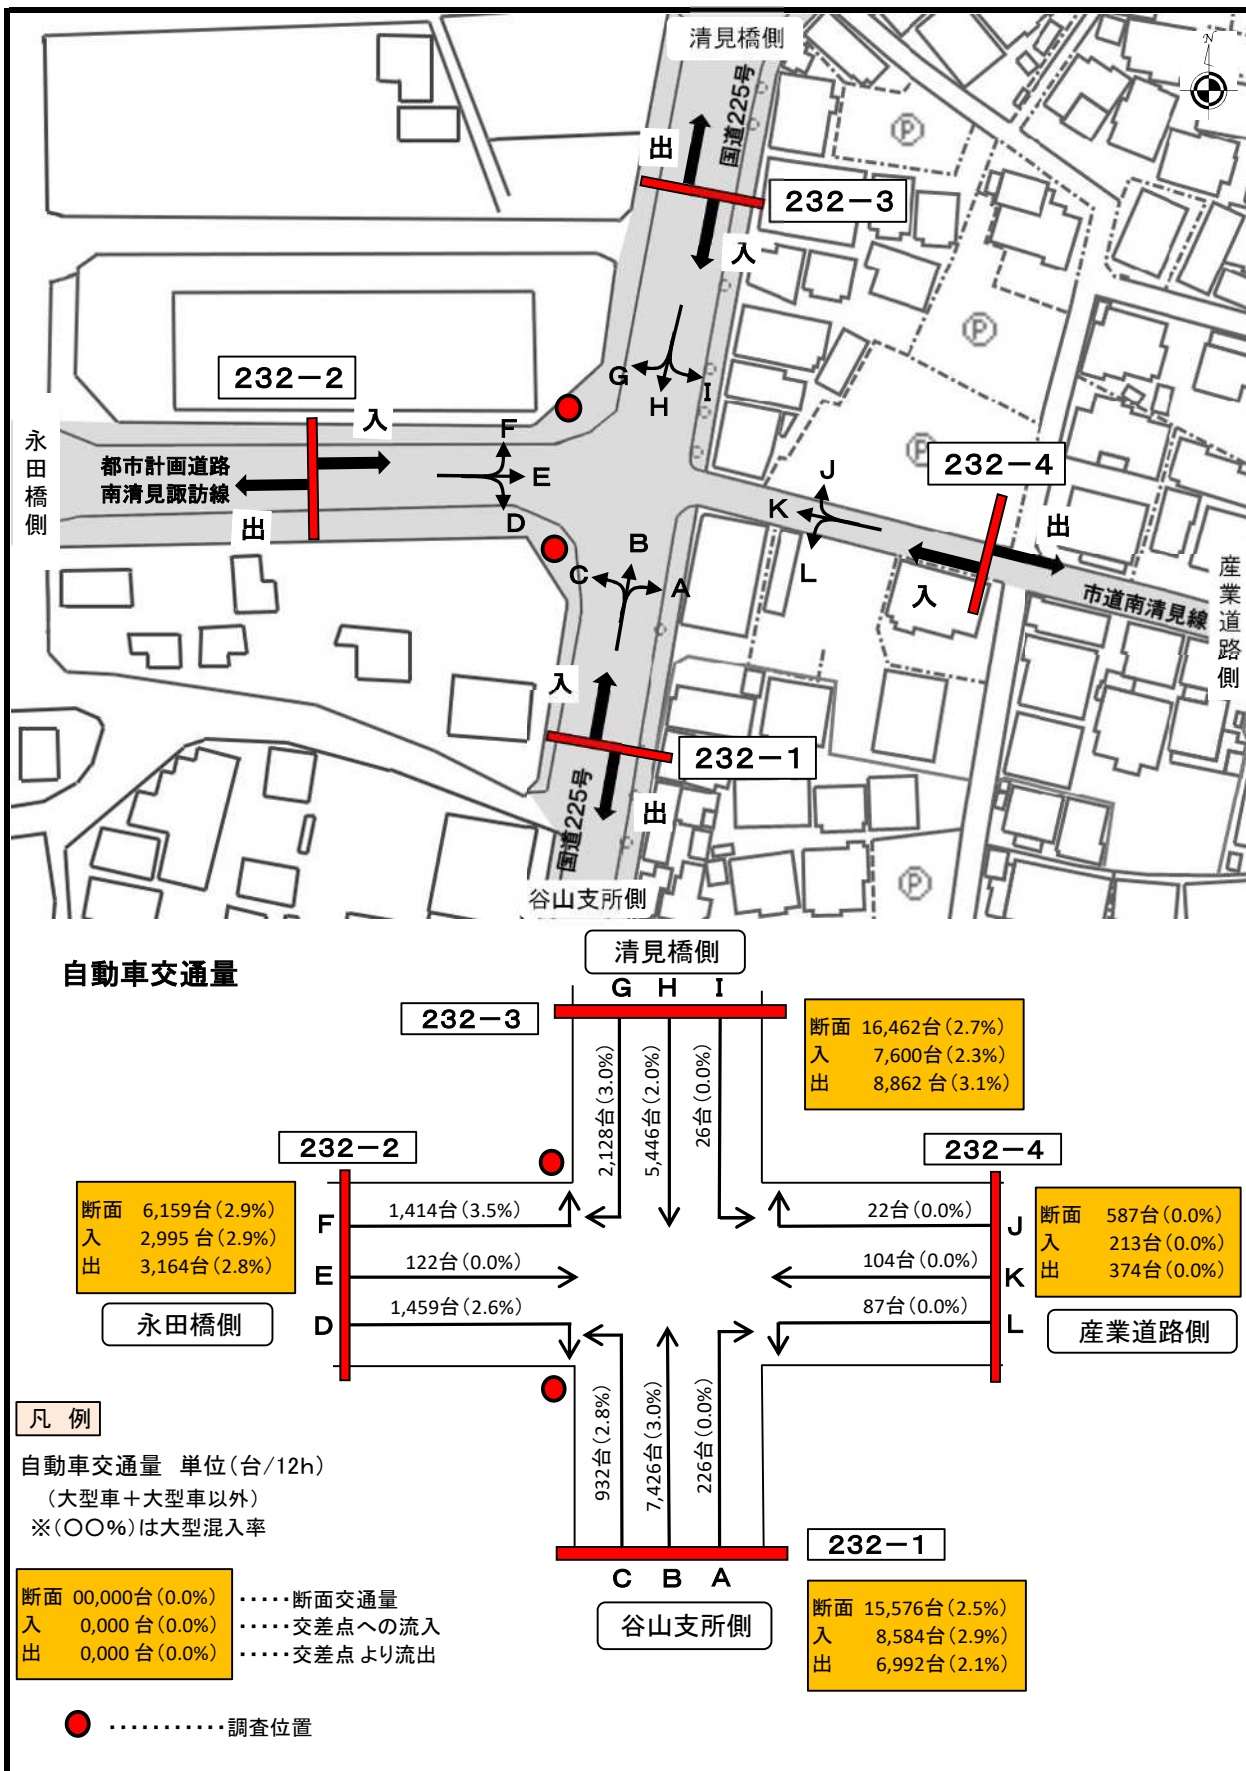 清見橋側
国道225号
N
出
232-3
入
P
P
P
P
G
H
I
232-2
入
永田橋側
都市計画道路
南清見諏訪線
出
F
E
D
232-4
J
K
L
出
入
市道南清見線
産業道路側
C
B
A
入
232-1
出
国道225号
谷山支所側
自動車交通量
清見橋側
G H I
232-3
断面 16,462台(2.7%)
入 7,600台(2.3%)
出 8,862 台(3.1%)
2,128台(3.0%)
5,446台(2.0%)
26台(0.0%)
232-2
232-4
断面 6,159台(2.9%)
入 2,995 台(2.9%)
出 3,164台(2.8%)
F 1,414台(3.5%)
E 122台(0.0%)
D 1,459台(2.6%)
永田橋側
22台(0.0%) J
104台(0.0%) K
87台(0.0%) L
断面 587台(0.0%)
入 213台(0.0%)
出 374台(0.0%)
産業道路側
932台(2.8%)
7,426台(3.0%)
226台(0.0%)
232-1
C B A
谷山支所側
断面 15,576台(2.5%)
入 8,584台(2.9%)
出 6,992台(2.1%)
凡 例
自動車交通量 単位(台/12h)
(大型車+大型車以外)
※(〇〇%)は大型混入率
断面 00,000台(0.0%) ‥‥‥断面交通量
入 0,000 台(0.0%) ‥‥‥交差点への流入
出 0,000 台(0.0%) ‥‥‥交差点より流出
‥‥‥‥‥‥調査位置